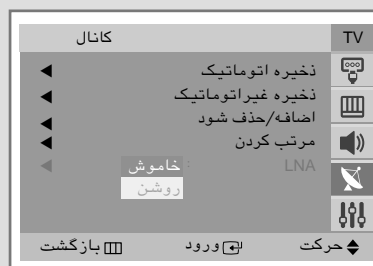 TV کانال
ذخیره اتوماتیک
ذخیره غیراتوماتیک
اضافه/حذف شود
مرتب کردن
LNA : خاموش
روشن
حرکت ورود بازگشت